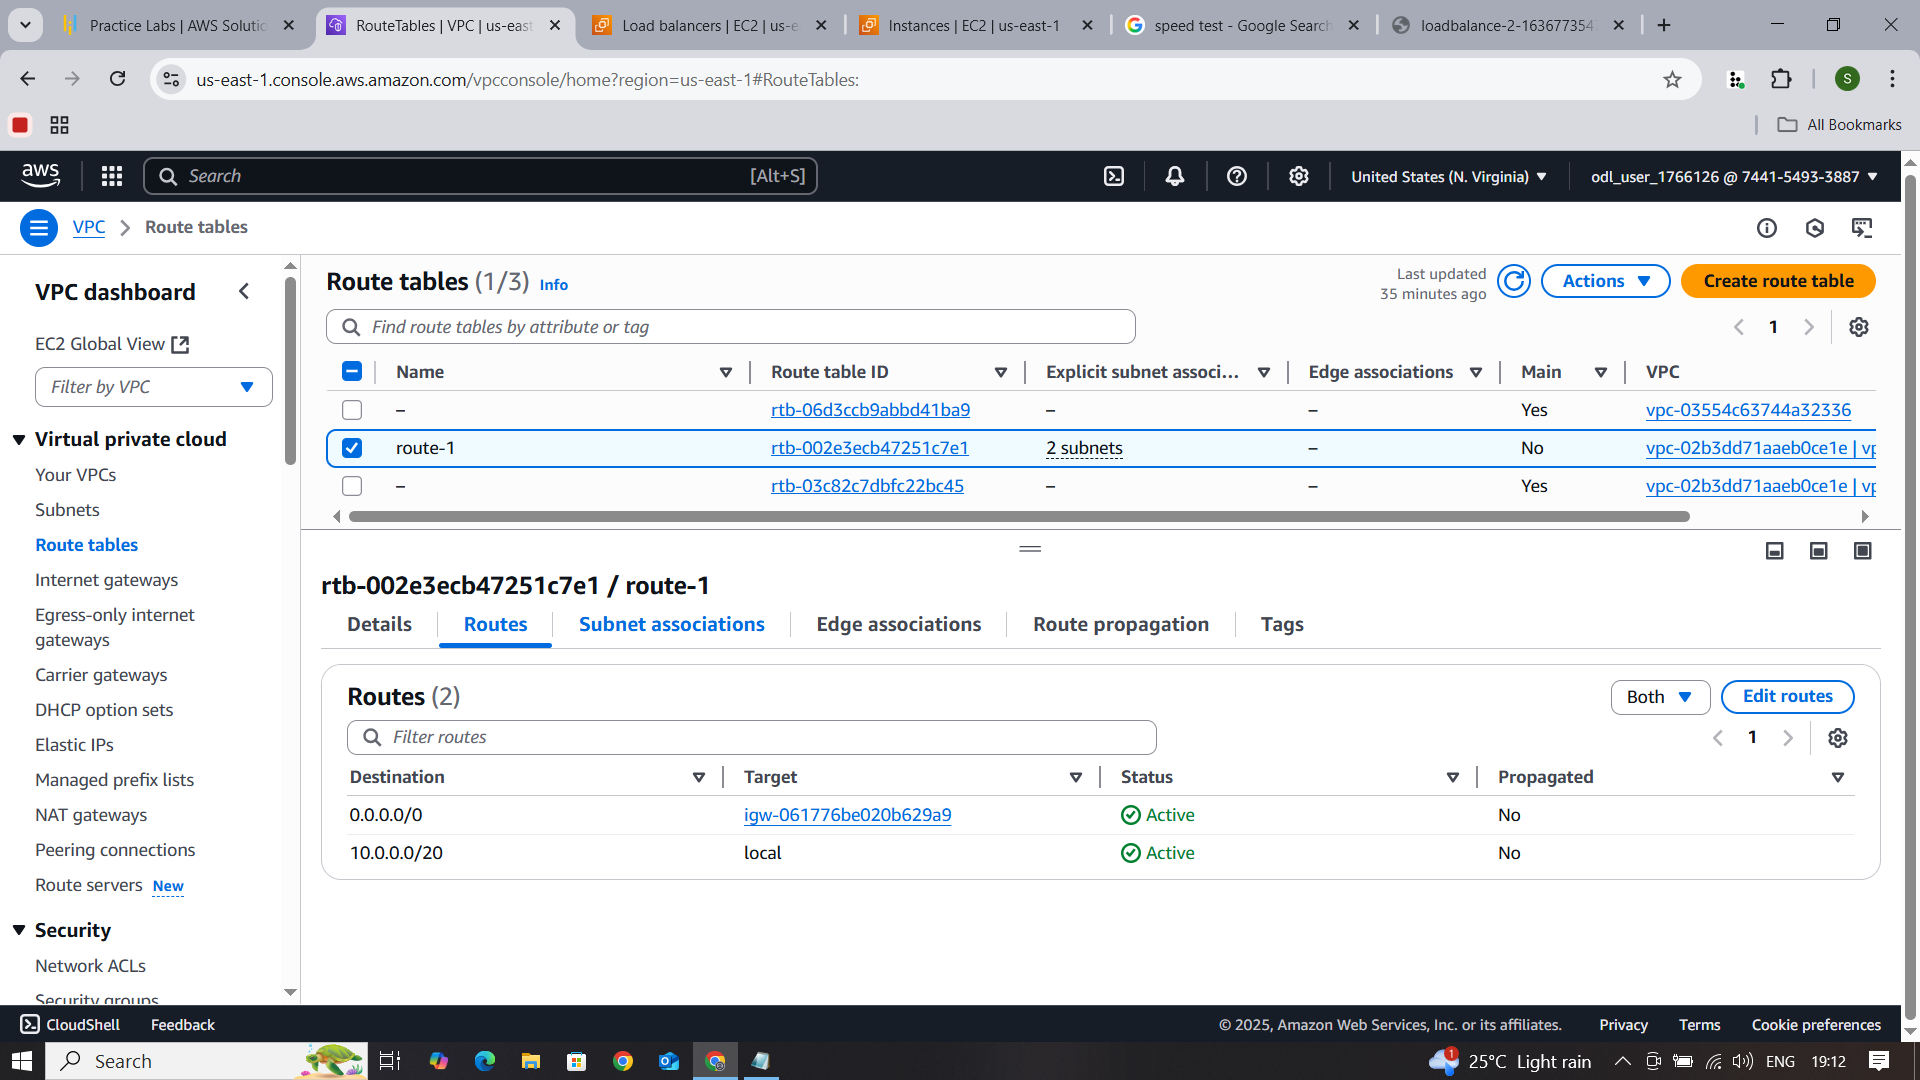 Practice Labs | AWS Solutio
RouteTables | VPC | us-east
Load balancers | EC2 | us-e
Instances | EC2 | us-east-1
speed test - Google Search
loadbalance-2-163677354
us-east-1.console.aws.amazon.com/vpcconsole/home?region=us-east-1#RouteTables:
S
All Bookmarks
aws
Search
[Alt+S]
United States (N. Virginia)
odl_user_1766126 @ 7441-5493-3887
VPC
Route tables
VPC dashboard
EC2 Global View
Filter by VPC
Virtual private cloud
Your VPCs
Subnets
Route tables
Internet gateways
Egress-only internet
gateways
Carrier gateways
DHCP option sets
Elastic IPs
Managed prefix lists
NAT gateways
Peering connections
Route servers New
Security
Network ACLs
Security groups
Route tables (1/3) Info
Last updated
35 minutes ago
Actions
Create route table
Find route tables by attribute or tag
1
Name Route table ID Explicit subnet associ... Edge associations Main VPC
– rtb-06d3ccb9abbd41ba9 – – Yes vpc-03554c63744a32336
route-1 rtb-002e3ecb47251c7e1 2 subnets – No vpc-02b3dd71aaeb0ce1e | vp
– rtb-03c82c7dbfc22bc45 – – Yes vpc-02b3dd71aaeb0ce1e | vp
rtb-002e3ecb47251c7e1 / route-1
Details Routes Subnet associations Edge associations Route propagation Tags
Routes (2)
Both
Edit routes
Filter routes
1
Destination Target Status Propagated
0.0.0.0/0 igw-061776be020b629a9 Active No
10.0.0.0/20 local Active No
CloudShell Feedback
© 2025, Amazon Web Services, Inc. or its affiliates. Privacy Terms Cookie preferences
Search
1
25°C Light rain
ENG
19:12